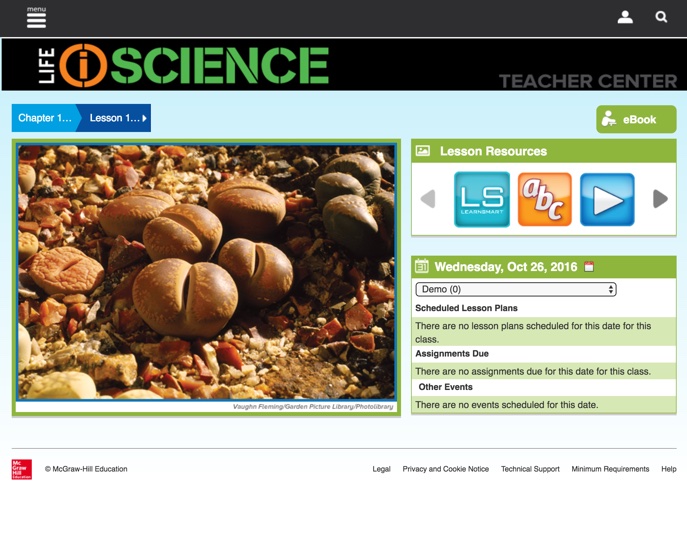 menu
LIFE iSCIENCE
TEACHER CENTER
Chapter 1...
Lesson 1...
eBook
Vaughn Fleming/Garden Picture Library/Photolibrary
Lesson Resources
LS
LEARNSMART
abc
31
Wednesday, Oct 26, 2016
Demo (0)
Scheduled Lesson Plans
There are no lesson plans scheduled for this date for this
class.
Assignments Due
There are no assignments due for this date for this class.
Other Events
There are no events scheduled for this date.
Mc
Graw
Hill
Education
© McGraw-Hill Education
Legal
Privacy and Cookie Notice
Technical Support
Minimum Requirements
Help